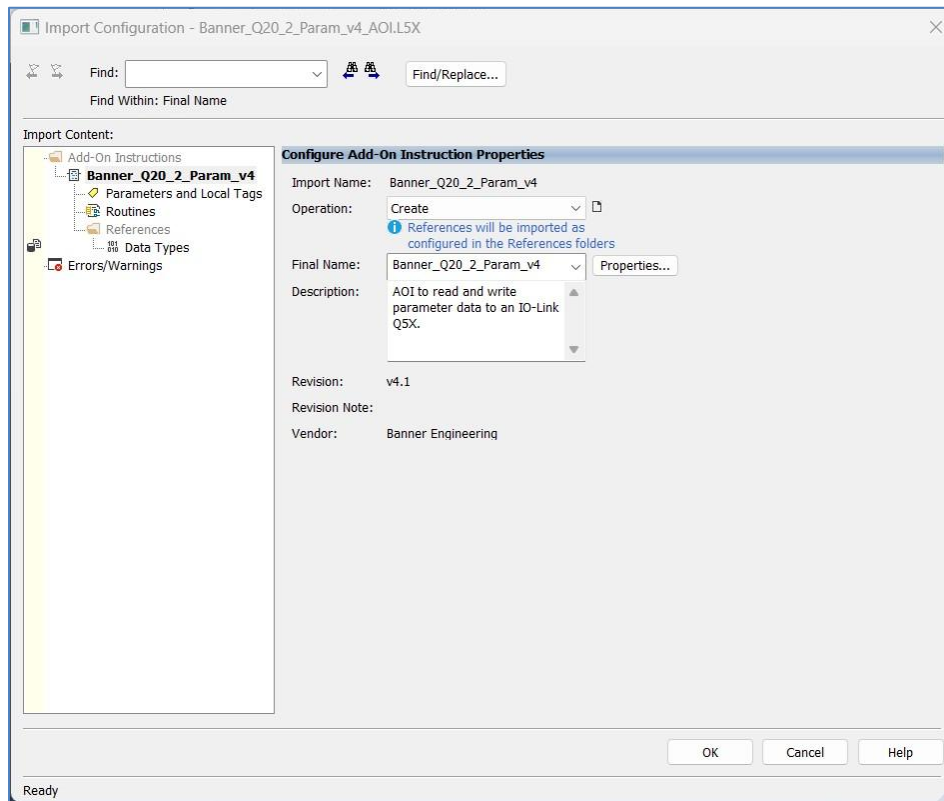 Import Configuration - Banner_Q20_2_Param_v4_AOI.L5X
Find:
Find/Replace...
Find Within: Final Name
Import Content:
Add-On Instructions
Banner_Q20_2_Param_v4
Parameters and Local Tags
Routines
References
Data Types
Errors/Warnings
Configure Add-On Instruction Properties
Import Name: Banner_Q20_2_Param_v4
Operation: Create
References will be imported as
configured in the References folders
Final Name: Banner_Q20_2_Param_v4 Properties...
Description: AOI to read and write
parameter data to an IO-Link
Q5X.
Revision: v4.1
Revision Note:
Vendor: Banner Engineering
OK Cancel Help
Ready